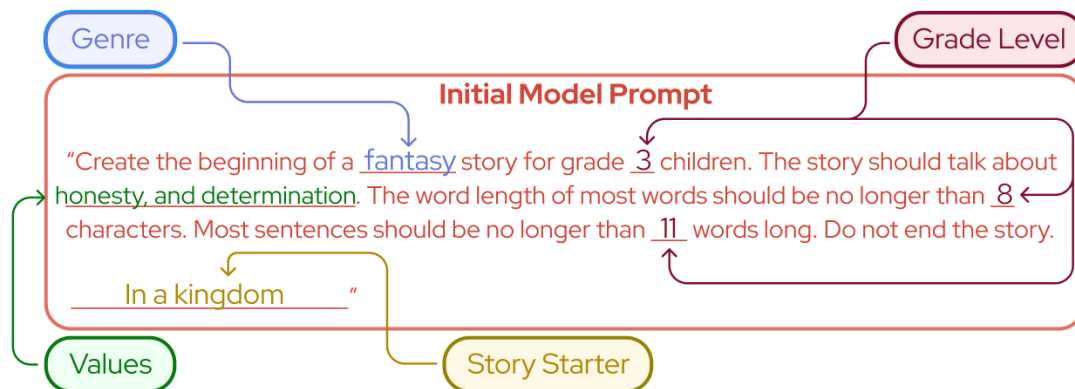 Genre
Grade Level
Initial Model Prompt
“Create the beginning of a fantasy story for grade 3 children. The story should talk about
honesty, and determination. The word length of most words should be no longer than 8
characters. Most sentences should be no longer than 11 words long. Do not end the story.
In a kingdom ”
Values
Story Starter